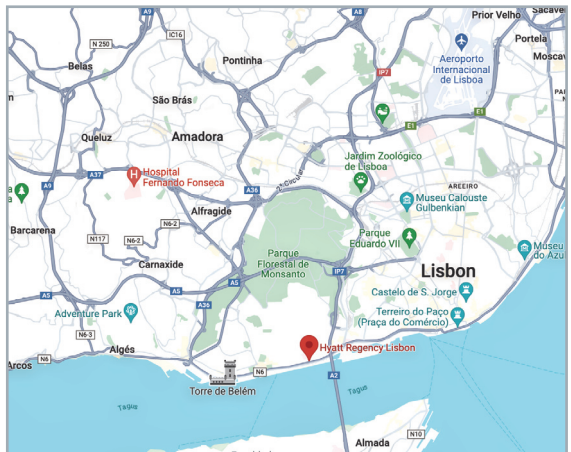 A9
A8
Prior Velho
Sacavé
N 250
IC16
Portela
Belas
Pontinha
Aeroporto
Internacional
de Lisboa
Moscav
IP7
São Brás
E1
E1
Queluz
Amadora
Jardim Zoológico
de Lisboa
A37
Hospital
Fernando Fonseca
2ª Circular
AREEIRO
A9
A36
Museu Calouste
Gulbenkian
Alfragide
N6-2
Barcarena
N117
N6-2
Parque
Eduardo VII
Museu
do Azu
Carnaxide
Parque
Florestal de
Monsanto
IP7
Lisbon
A5
A5
A5
Castelo de S. Jorge
A36
Adventure Park
Terreiro do Paço
(Praça do Comércio)
N6-3
Algés
Hyatt Regency Lisbon
Arcos
N6
N6
A2
Torre de Belém
Tagus
Tagus
N10
Almada